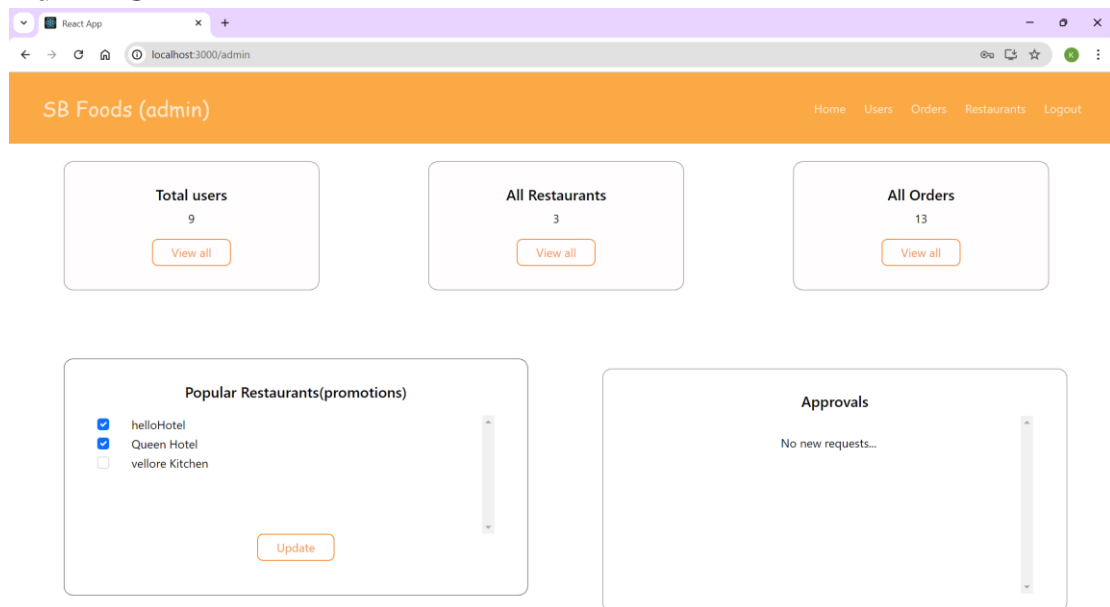 React App
localhost:3000/admin
K
SB Foods (admin)
Home Users Orders Restaurants Logout
Total users
9
View all
All Restaurants
3
View all
All Orders
13
View all
Popular Restaurants(promotions)
helloHotel
Queen Hotel
vellore Kitchen
Update
Approvals
No new requests...